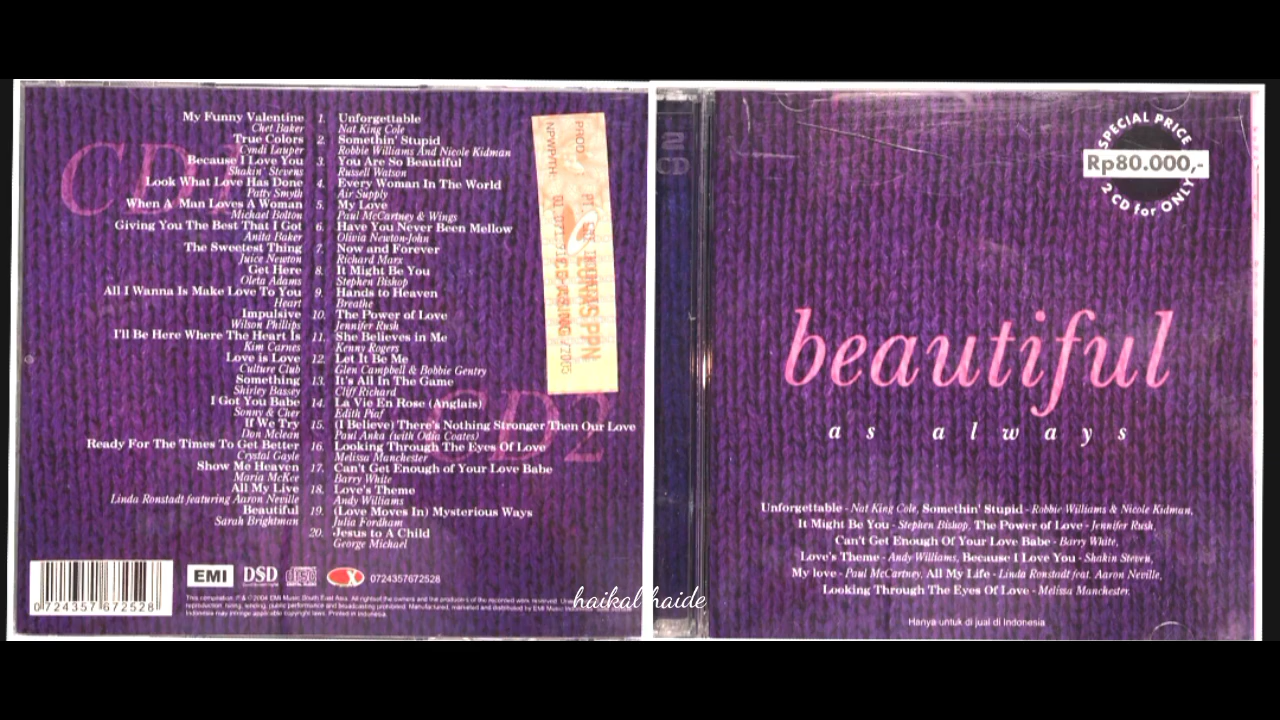 CD1
My Funny Valentine
Chet Baker
True Colors
Cyndi Lauper
Because I Love You
Shakin' Stevens
Look What Love Has Done
Patty Smyth
When A Man Loves A Woman
Michael Bolton
Giving You The Best That I Got
Anita Baker
The Sweetest Thing
Juice Newton
Get Here
Oleta Adams
All I Wanna Is Make Love To You
Heart
Impulsive
Wilson Phillips
I'll Be Here Where The Heart Is
Kim Carnes
Love is Love
Culture Club
Something
Shirley Bassey
I Got You Babe
Sonny & Cher
If We Try
Don Mclean
Ready For The Times To Get Better
Crystal Gayle
Show Me Heaven
Maria McKee
All My Live
Linda Ronstadt featuring Aaron Neville
Beautiful
Sarah Brightman
1. Unforgettable
Nat King Cole
2. Somethin' Stupid
Robbie Williams And Nicole Kidman
3. You Are So Beautiful
Russell Watson
4. Every Woman In The World
Air Supply
5. My Love
Paul McCartney & Wings
6. Have You Never Been Mellow
Olivia Newton-John
7. Now and Forever
Richard Marx
8. It Might Be You
Stephen Bishop
9. Hands to Heaven
Breathe
10. The Power of Love
Jennifer Rush
11. She Believes in Me
Kenny Rogers
12. Let It Be Me
Glen Campbell & Bobbie Gentry
13. It's All In The Game
Cliff Richard
14. La Vie En Rose (Anglais)
Edith Piaf
15. (I Believe) There's Nothing Stronger Then Our Love
Paul Anka (with Odia Coates)
16. Looking Through The Eyes Of Love
Melissa Manchester
17. Can't Get Enough of Your Love Babe
Barry White
18. Love's Theme
Andy Williams
19. (Love Moves In) Mysterious Ways
Julia Fordham
20. Jesus to a Child
George Michael
CD2
PPN
0 724357 672528
EMI
DSD
0724357672528
haikal haide
2
CD
SPECIAL PRICE
Rp80.000,-
2 CD for ONLY
beautiful
as always
Unforgettable - Nat King Cole, Somethin' Stupid - Robbie Williams & Nicole Kidman,
It Might Be You - Stephen Bishop, The Power of Love - Jennifer Rush,
Can't Get Enough Of Your Love Babe - Barry White,
Love's Theme - Andy Williams, Because I Love You - Shakin Steven,
My love - Paul McCartney, All My Life - Linda Ronstadt feat. Aaron Neville,
Looking Through The Eyes Of Love - Melissa Manchester.
Hanya untuk di jual di Indonesia